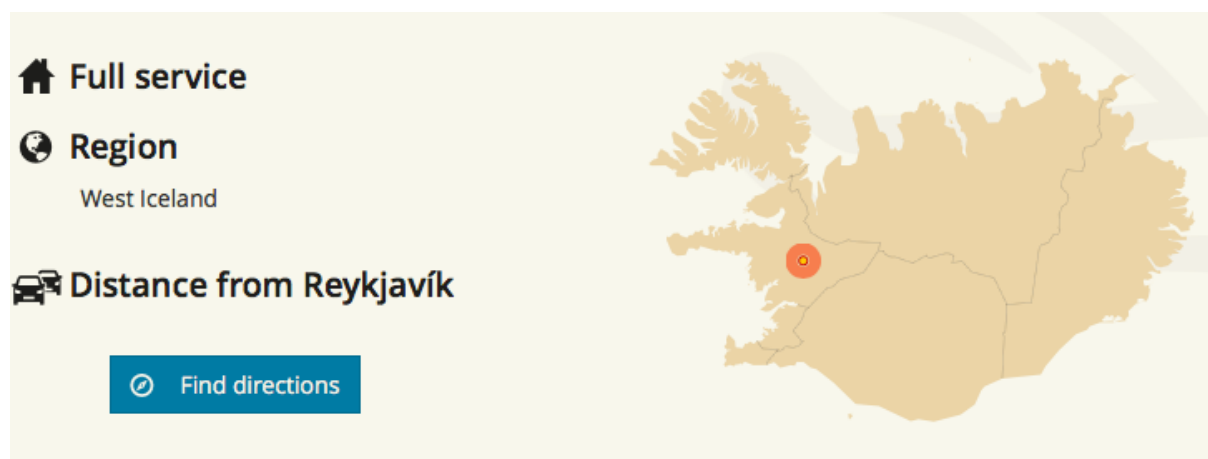 Full service
Region
West Iceland
Distance from Reykjavík
Find directions